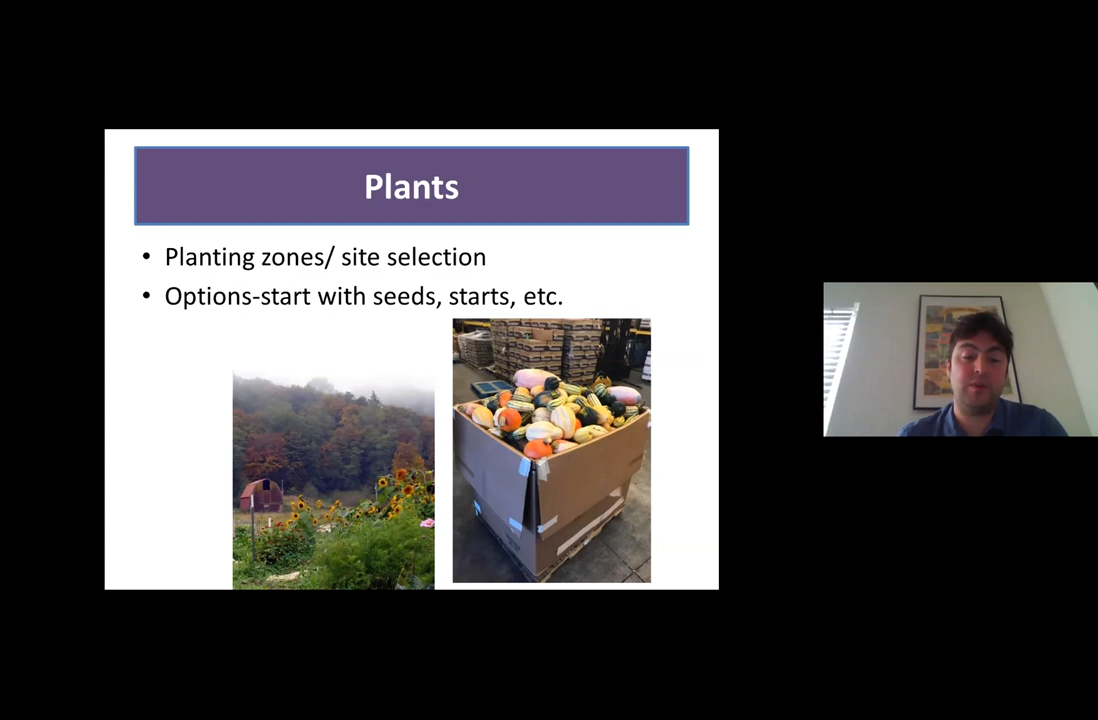 Plants
• Planting zones/ site selection
• Options-start with seeds, starts, etc.